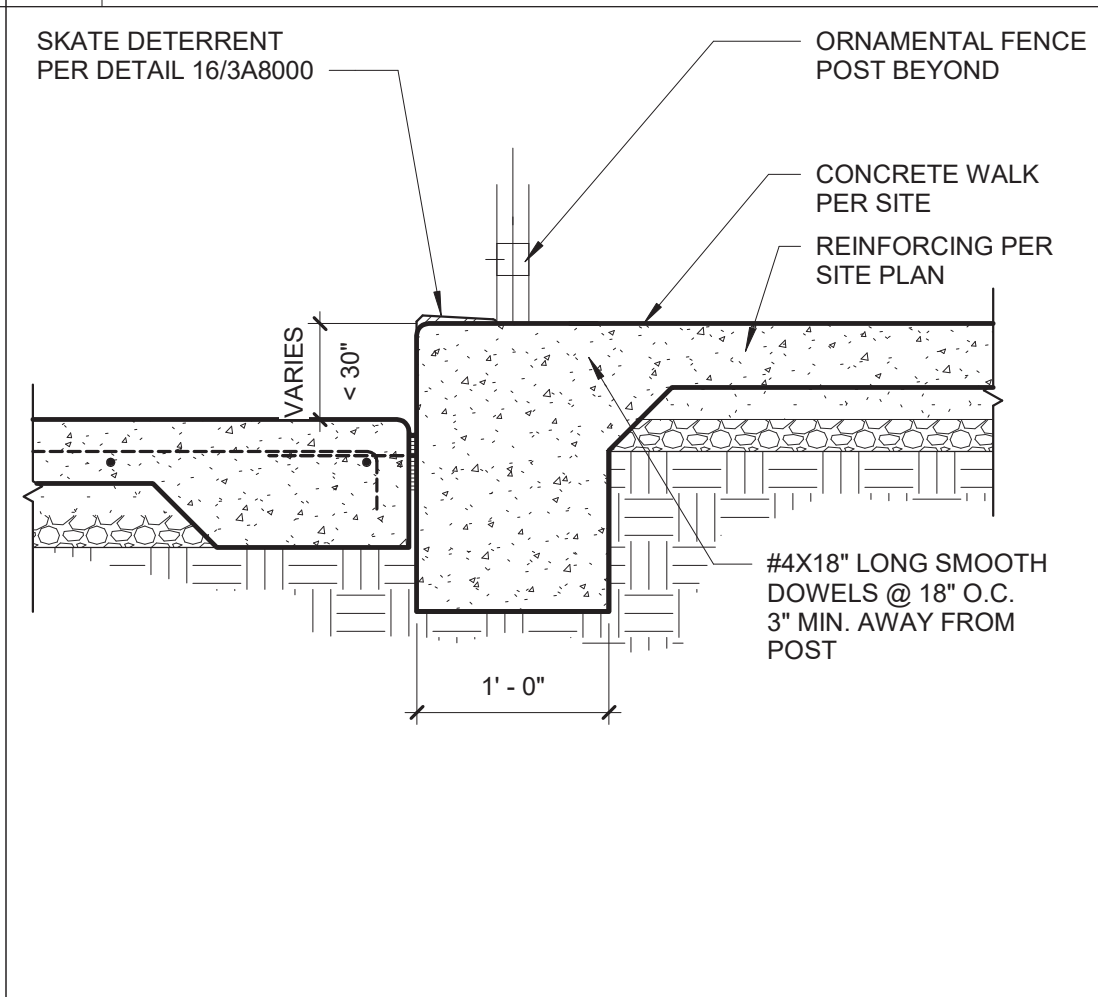 SKATE DETERRENT
PER DETAIL 16/3A8000
ORNAMENTAL FENCE
POST BEYOND
CONCRETE WALK
PER SITE
REINFORCING PER
SITE PLAN
VARIES
< 30"
#4X18" LONG SMOOTH
DOWELS @ 18" O.C.
3" MIN. AWAY FROM
POST
1' - 0"